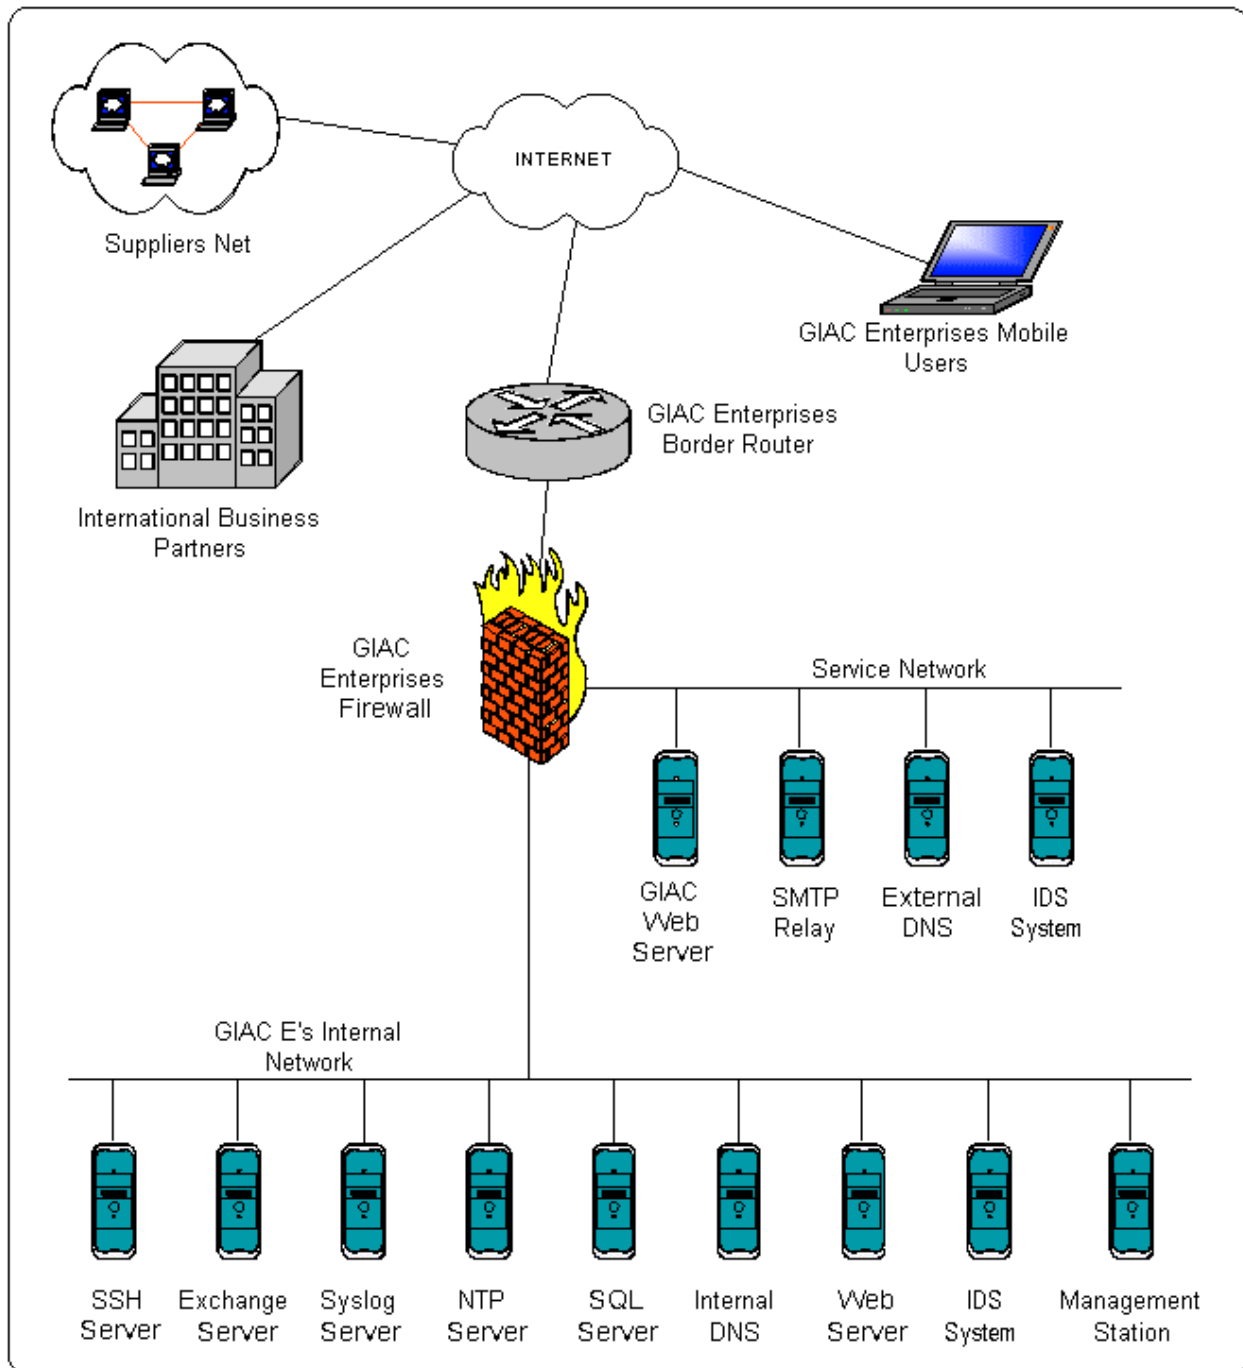 INTERNET
Suppliers Net
GIAC Enterprises Mobile
Users
GIAC Enterprises
Border Router
International Business
Partners
GIAC
Enterprises
Firewall
Service Network
GIAC
Web
Server
SMTP
Relay
External
DNS
IDS
System
GIAC E's Internal
Network
SSH
Server
Exchange
Server
Syslog
Server
NTP
Server
SQL
Server
Internal
DNS
Web
Server
IDS
System
Management
Station